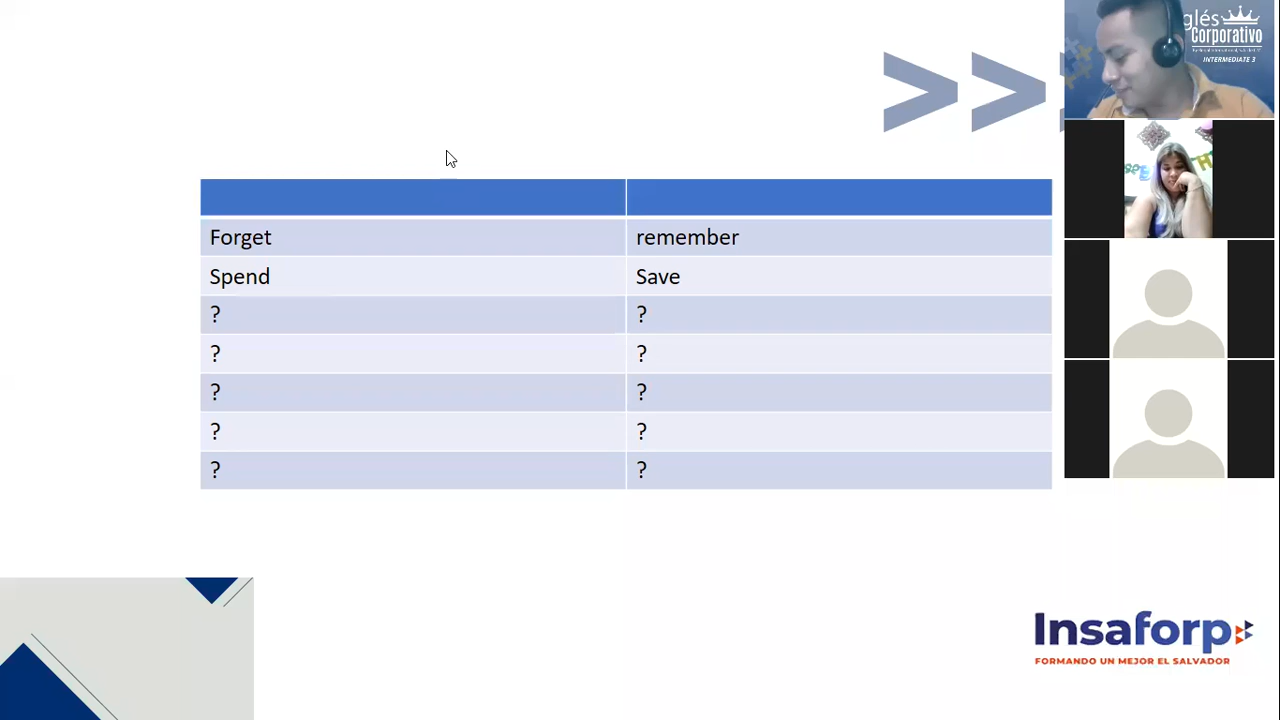 >>
glés
Corporativo
INTERMEDIATE 3
Forget remember
Spend Save
? ?
? ?
? ?
? ?
? ?
Insaforp
FORMANDO UN MEJOR EL SALVADOR